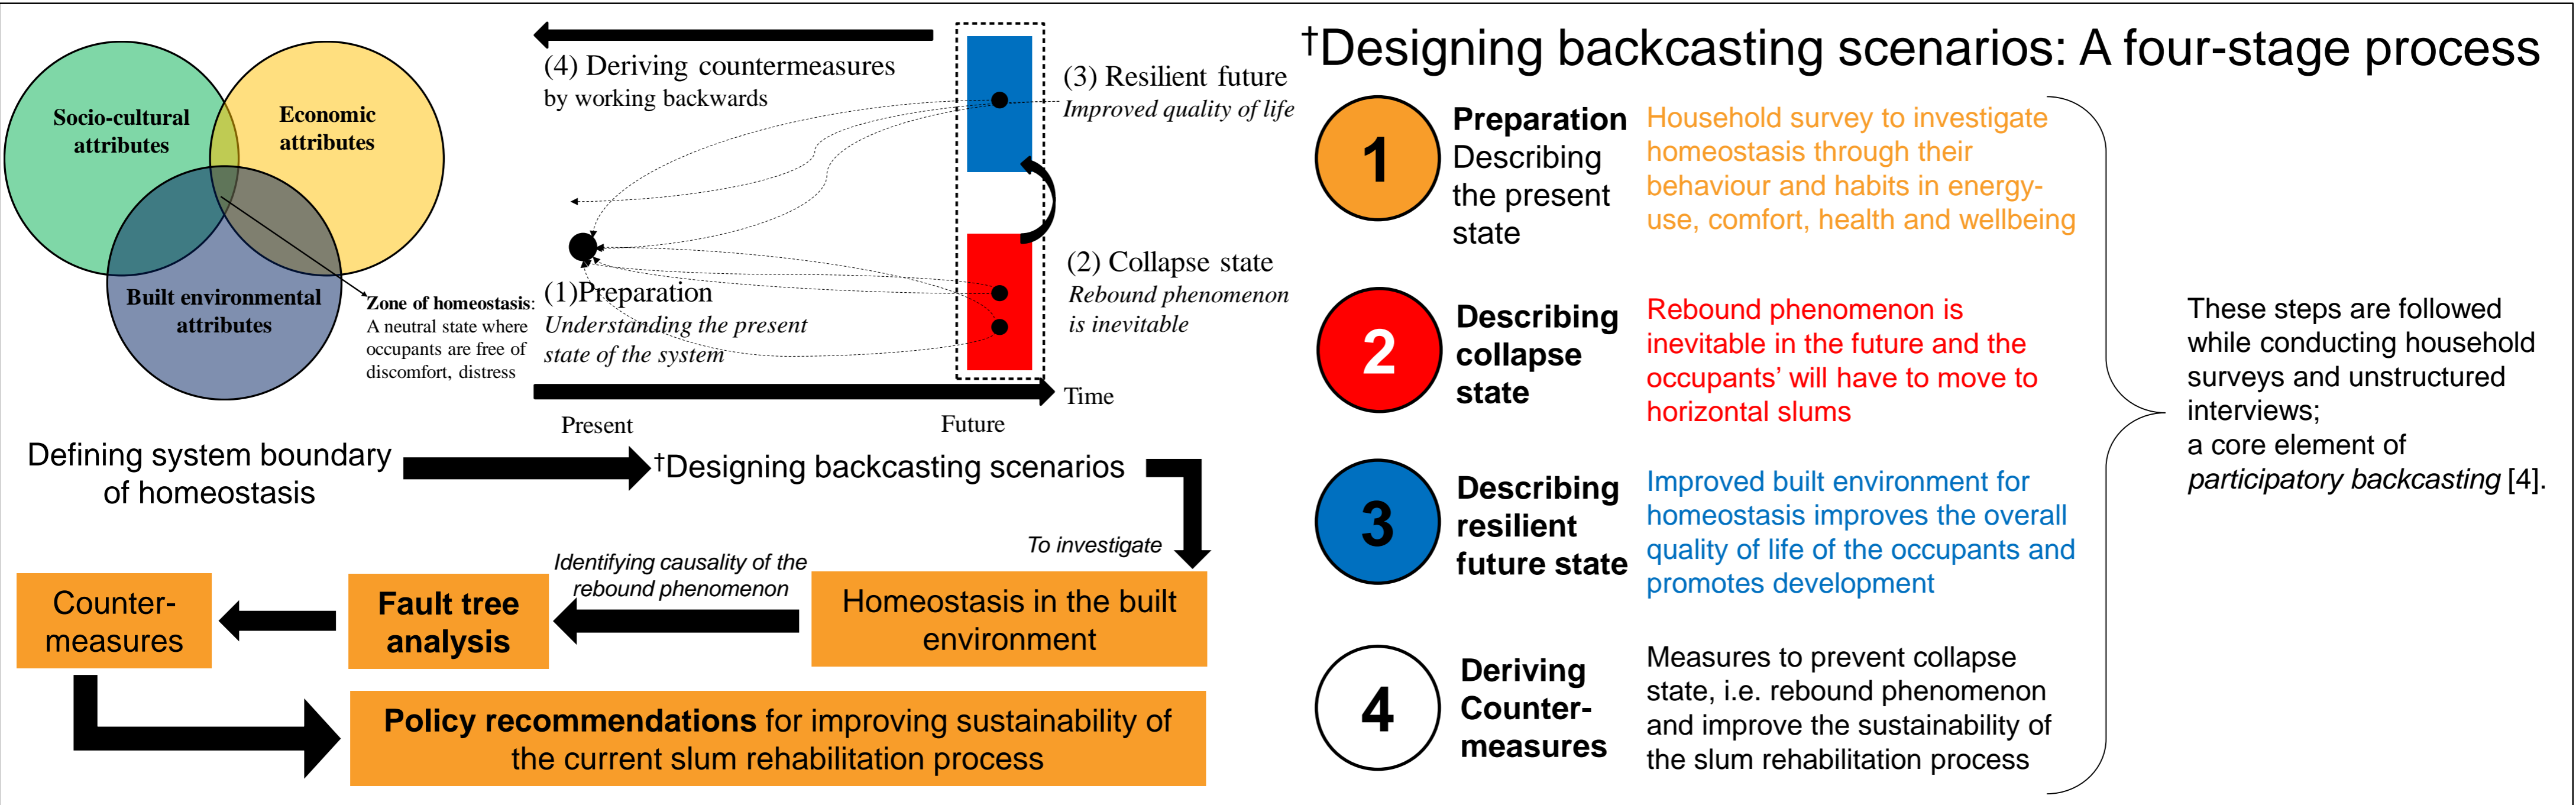 Socio-cultural
attributes
Economic
attributes
Built environmental
attributes
Zone of homeostasis:
A neutral state where
occupants are free of
discomfort, distress
(4) Deriving countermeasures
by working backwards
(3) Resilient future
Improved quality of life
(2) Collapse state
Rebound phenomenon
is inevitable
(1)Preparation
Understanding the present
state of the system
Time
Present
Future
Defining system boundary
of homeostasis
†Designing backcasting scenarios
To investigate
Homeostasis in the built
environment
Identifying causality of the
rebound phenomenon
Fault tree
analysis
Counter-
measures
Policy recommendations for improving sustainability of
the current slum rehabilitation process
†Designing backcasting scenarios: A four-stage process
1
Preparation
Describing
the present
state
Household survey to investigate
homeostasis through their
behaviour and habits in energy-
use, comfort, health and wellbeing
2
Describing
collapse
state
Rebound phenomenon is
inevitable in the future and the
occupants' will have to move to
horizontal slums
3
Describing
resilient
future state
Improved built environment for
homeostasis improves the overall
quality of life of the occupants and
promotes development
4
Deriving
Counter-
measures
Measures to prevent collapse
state, i.e. rebound phenomenon
and improve the sustainability of
the slum rehabilitation process
These steps are followed
while conducting household
surveys and unstructured
interviews;
a core element of
participatory backcasting [4].